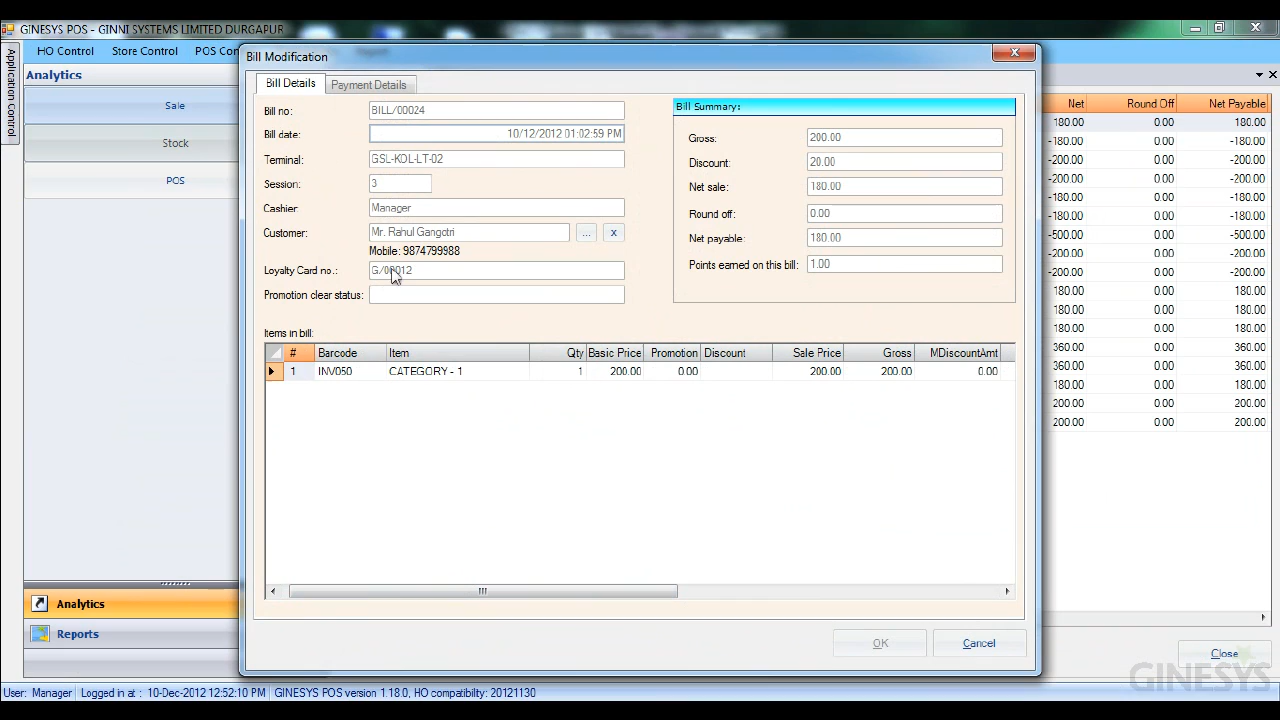 GINESYS POS - GINNI SYSTEMS LIMITED DURGAPUR
HO Control Store Control POS Con
Application Control
Analytics
Sale
Stock
POS
Analytics
Reports
Bill Modification
Bill Details Payment Details
Bill no: BILL/00024
Bill date: 10/12/2012 01:02:59 PM
Terminal: GSL-KOL-LT-02
Session: 3
Cashier: Manager
Customer: Mr. Rahul Gangotri ... x
Mobile: 9874799988
Loyalty Card no.: G/00012
Promotion clear status:
Bill Summary:
Gross: 200.00
Discount: 20.00
Net sale: 180.00
Round off: 0.00
Net payable: 180.00
Points earned on this bill: 1.00
Items in bill:
# Barcode Item Qty Basic Price Promotion Discount Sale Price Gross MDiscountAmt
1 INV050 CATEGORY - 1 1 200.00 0.00 200.00 200.00 0.00
OK Cancel
Net Round Off Net Payable
180.00 0.00 180.00
-180.00 0.00 -180.00
-200.00 0.00 -200.00
-200.00 0.00 -200.00
-180.00 0.00 -180.00
-500.00 0.00 -500.00
-180.00 0.00 -180.00
-200.00 0.00 -200.00
-200.00 0.00 -200.00
180.00 0.00 180.00
180.00 0.00 180.00
180.00 0.00 180.00
360.00 0.00 360.00
360.00 0.00 360.00
180.00 0.00 180.00
200.00 0.00 200.00
200.00 0.00 200.00
Close
GINESYS
User: Manager Logged in at : 10-Dec-2012 12:52:10 PM GINESYS POS version 1.18.0, HO compatibility: 20121130